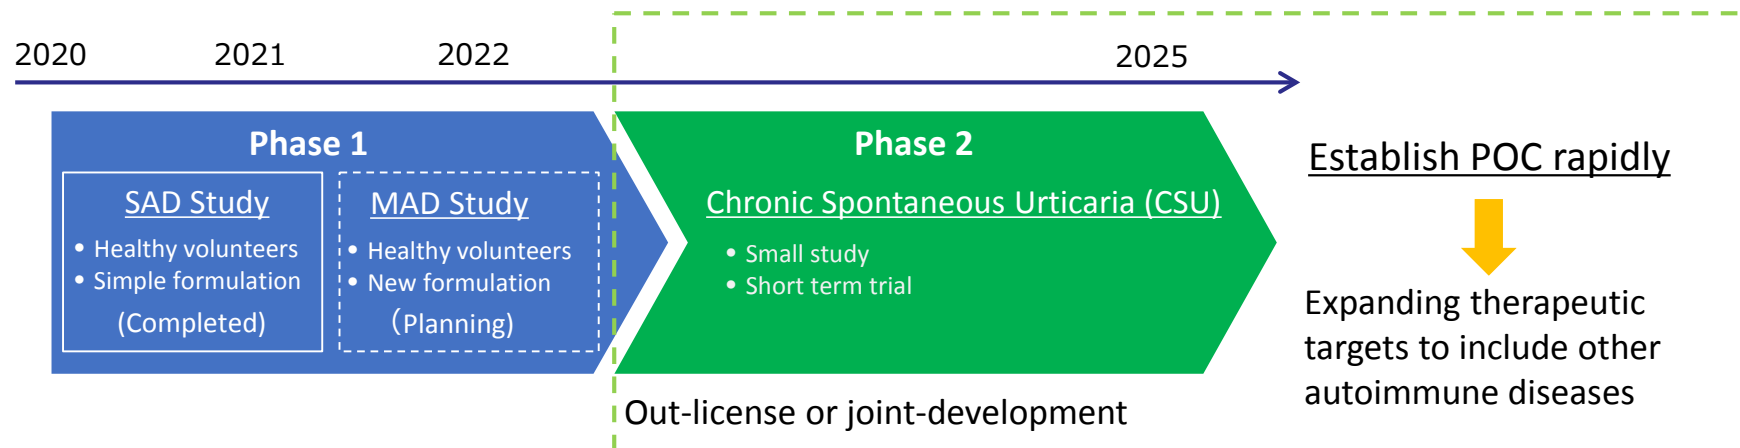 2020 2021 2022 2025
Phase 1
SAD Study
• Healthy volunteers
• Simple formulation
(Completed)
MAD Study
• Healthy volunteers
• New formulation
（Planning)
Phase 2
Chronic Spontaneous Urticaria (CSU)
• Small study
• Short term trial
Out-license or joint-development
Establish POC rapidly
Expanding therapeutic
targets to include other
autoimmune diseases